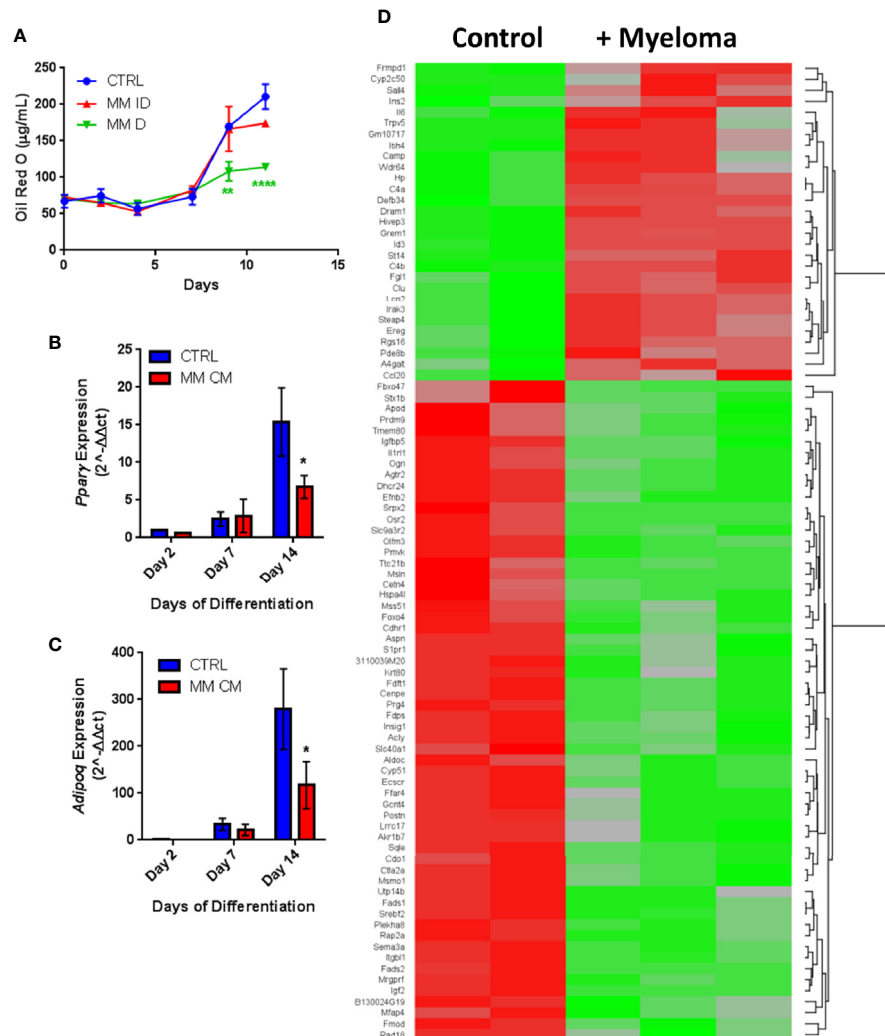 A
250
200
150
100
50
0
Oil Red O (µg/mL)
CTRL
MM ID
MM D
**
****
0
5
10
15
Days
B
25
20
15
10
5
0
Pparγ Expression
(2^-ΔΔct)
CTRL
MM CM
*
Day 2
Day 7
Day 14
Days of Differentiation
C
400
300
200
100
0
Adipoq Expression
(2^-ΔΔct)
CTRL
MM CM
*
Day 2
Day 7
Day 14
Days of Differentiation
D
Control + Myeloma
Frmpd1
Cyp2c50
Sall4
Ins2
Il6
Trpv5
Gm10717
Itih4
Camp
Wdr64
Hp
C4a
Defb34
Dram1
Hivep3
Grem1
Id3
St14
C4b
Fgl1
Clu
Lcn2
Irak3
Steap4
Ereg
Rgs16
Pde8b
A4galt
Ccl20
Fbxo47
Stx1b
Apod
Prdm9
Tmem80
Igfbp5
Il1rl1
Ogn
Agtr2
Dhcr24
Efnb2
Srpx2
Osr2
Slc9a3r2
Olfm3
Pmvk
Ttc21b
Msln
Cetn4
Hspa4l
Mss51
Foxo4
Cdhr1
Aspn
S1pr1
3110039M20
Krt80
Fdft1
Cenpe
Prg4
Fdps
Insig1
Acly
Slc40a1
Aldoc
Cyp51
Ecscr
Ffar4
Gcnt4
Postn
Lrrc17
Akr1b7
Sqle
Cdo1
Ctla2a
Msmo1
Utp14b
Fads1
Srebf2
Plekha6
Rap2a
Sema3a
Itgbl1
Fads2
Mrgprf
Igf2
B130024G19
Mfap4
Fmod
Rad18